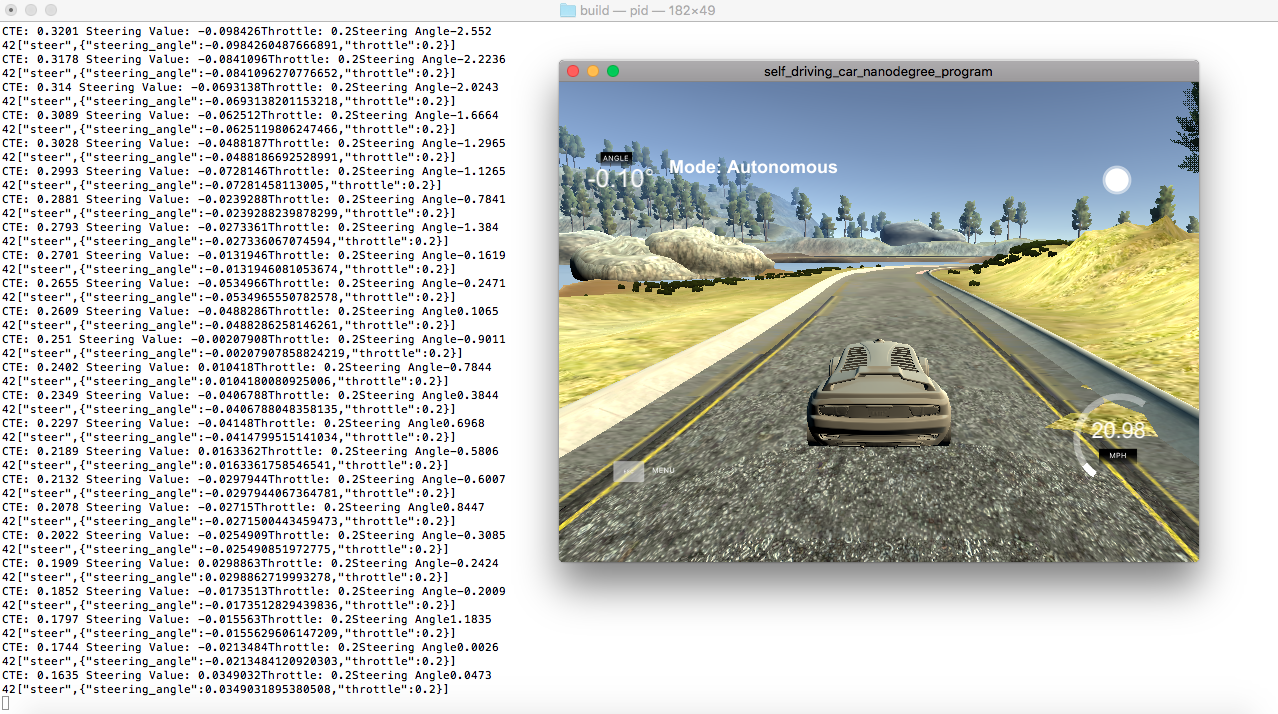 build — pid — 182×49
CTE: 0.3201 Steering Value: -0.098426Throttle: 0.2Steering Angle-2.552
42["steer",{"steering_angle":-0.0984260487666891,"throttle":0.2}]
CTE: 0.3178 Steering Value: -0.0841096Throttle: 0.2Steering Angle-2.2236
42["steer",{"steering_angle":-0.0841096270776652,"throttle":0.2}]
CTE: 0.314 Steering Value: -0.0693138Throttle: 0.2Steering Angle-2.0243
42["steer",{"steering_angle":-0.0693138201153218,"throttle":0.2}]
CTE: 0.3089 Steering Value: -0.062512Throttle: 0.2Steering Angle-1.6664
42["steer",{"steering_angle":-0.0625119806247466,"throttle":0.2}]
CTE: 0.3028 Steering Value: -0.0488187Throttle: 0.2Steering Angle-1.2965
42["steer",{"steering_angle":-0.0488186692528991,"throttle":0.2}]
CTE: 0.2993 Steering Value: -0.0728146Throttle: 0.2Steering Angle-1.1265
42["steer",{"steering_angle":-0.07281458113005,"throttle":0.2}]
CTE: 0.2881 Steering Value: -0.0239288Throttle: 0.2Steering Angle-0.7841
42["steer",{"steering_angle":-0.0239288239878299,"throttle":0.2}]
CTE: 0.2793 Steering Value: -0.0273361Throttle: 0.2Steering Angle-1.384
42["steer",{"steering_angle":-0.027336067074594,"throttle":0.2}]
CTE: 0.2701 Steering Value: -0.0131946Throttle: 0.2Steering Angle-0.1619
42["steer",{"steering_angle":-0.0131946081053674,"throttle":0.2}]
CTE: 0.2655 Steering Value: -0.0534966Throttle: 0.2Steering Angle-0.2471
42["steer",{"steering_angle":-0.0534965550782578,"throttle":0.2}]
CTE: 0.2609 Steering Value: -0.0488286Throttle: 0.2Steering Angle0.1065
42["steer",{"steering_angle":-0.0488286258146261,"throttle":0.2}]
CTE: 0.251 Steering Value: -0.00207908Throttle: 0.2Steering Angle-0.9011
42["steer",{"steering_angle":-0.00207907858824219,"throttle":0.2}]
CTE: 0.2402 Steering Value: 0.010418Throttle: 0.2Steering Angle-0.7844
42["steer",{"steering_angle":0.0104180080925006,"throttle":0.2}]
CTE: 0.2349 Steering Value: -0.0406788Throttle: 0.2Steering Angle0.3844
42["steer",{"steering_angle":-0.0406788048358135,"throttle":0.2}]
CTE: 0.2297 Steering Value: -0.04148Throttle: 0.2Steering Angle0.6968
42["steer",{"steering_angle":-0.0414799515141034,"throttle":0.2}]
CTE: 0.2189 Steering Value: 0.0163362Throttle: 0.2Steering Angle-0.5806
42["steer",{"steering_angle":0.0163361758546541,"throttle":0.2}]
CTE: 0.2132 Steering Value: -0.0297944Throttle: 0.2Steering Angle-0.6007
42["steer",{"steering_angle":-0.0297944067364781,"throttle":0.2}]
CTE: 0.2078 Steering Value: -0.02715Throttle: 0.2Steering Angle0.8447
42["steer",{"steering_angle":-0.0271500443459473,"throttle":0.2}]
CTE: 0.2022 Steering Value: -0.0254909Throttle: 0.2Steering Angle-0.3085
42["steer",{"steering_angle":-0.025490851972775,"throttle":0.2}]
CTE: 0.1909 Steering Value: 0.0298863Throttle: 0.2Steering Angle-0.2424
42["steer",{"steering_angle":0.0298862719993278,"throttle":0.2}]
CTE: 0.1852 Steering Value: -0.0173513Throttle: 0.2Steering Angle-0.2009
42["steer",{"steering_angle":-0.0173512829439836,"throttle":0.2}]
CTE: 0.1797 Steering Value: -0.015563Throttle: 0.2Steering Angle1.1835
42["steer",{"steering_angle":-0.0155629606147209,"throttle":0.2}]
CTE: 0.1744 Steering Value: -0.0213484Throttle: 0.2Steering Angle0.0026
42["steer",{"steering_angle":-0.0213484120920303,"throttle":0.2}]
CTE: 0.1635 Steering Value: 0.0349032Throttle: 0.2Steering Angle0.0473
42["steer",{"steering_angle":0.0349031895380508,"throttle":0.2}]
self_driving_car_nanodegree_program
ANGLE
-0.10°
Mode: Autonomous
20.98
MPH
MENU